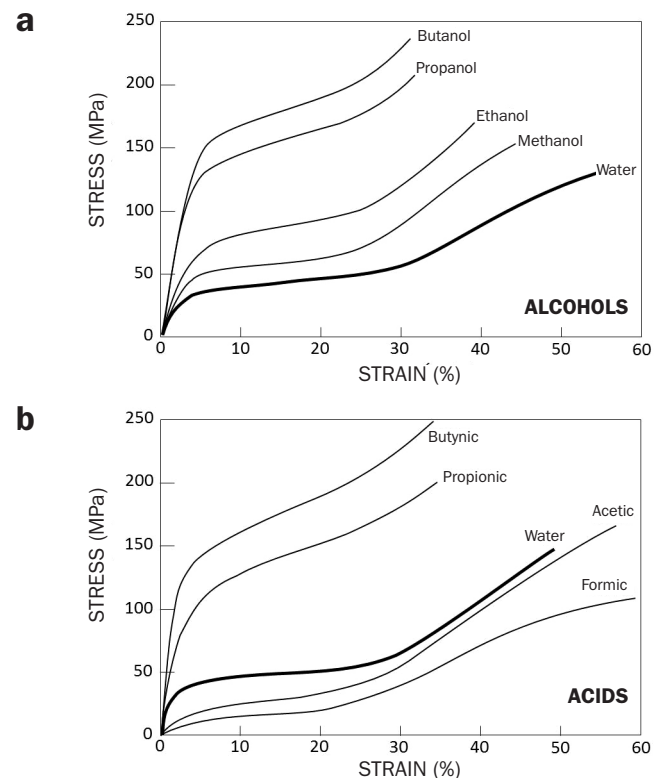 a
250
200
150
100
50
0
STRESS (MPa)
Butanol
Propanol
Ethanol
Methanol
Water
ALCOHOLS
0 10 20 30 40 50 60
STRAIN´ (%)
b
250
200
150
100
50
0
STRESS (MPa)
Butynic
Propionic
Acetic
Water
Formic
ACIDS
0 10 20 30 40 50 60
STRAIN (%)